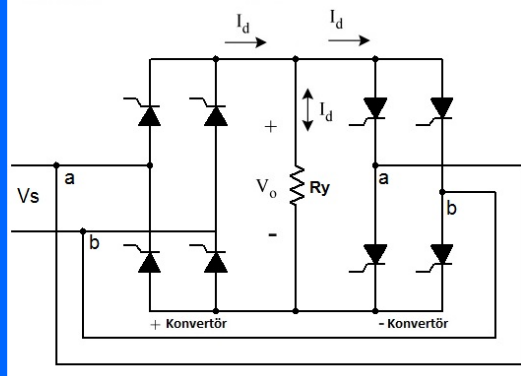 I_d
I_d
I_d
+
a
a
Vs
V_o
Ry
b
b
-
+ Konvertör
- Konvertör